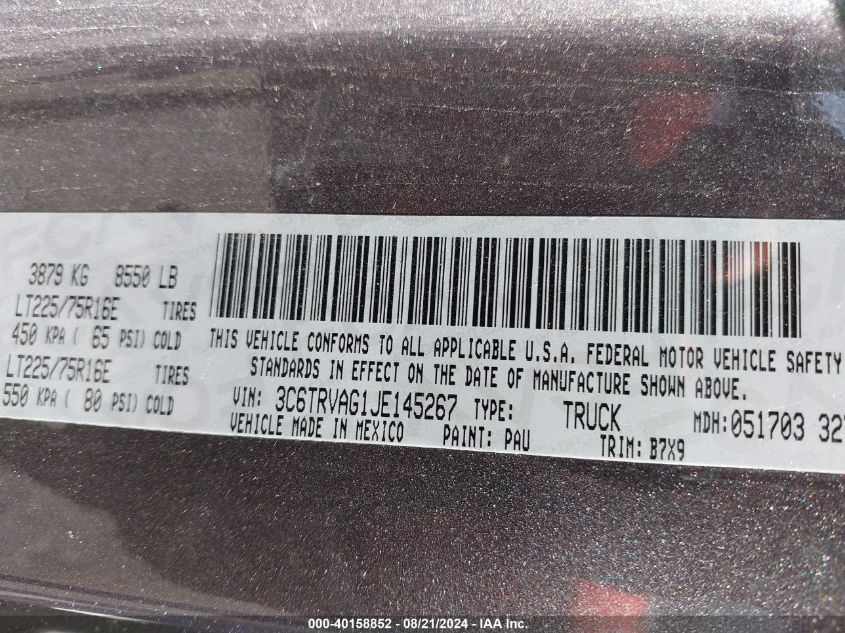 3879 KG 8550 LB
LT225/75R16E TIRES
450 KPA ( 65 PSI) COLD
LT225/75R16E TIRES
550 KPA ( 80 PSI) COLD
THIS VEHICLE CONFORMS TO ALL APPLICABLE U.S.A. FEDERAL MOTOR VEHICLE SAFETY
STANDARDS IN EFFECT ON THE DATE OF MANUFACTURE SHOWN ABOVE.
VIN: 3C6TRVAG1JE145267 TYPE: TRUCK MDH: 051703 32
VEHICLE MADE IN MEXICO PAINT: PAU TRIM: B7X9
000-40158852 - 08/21/2024 - IAA Inc.